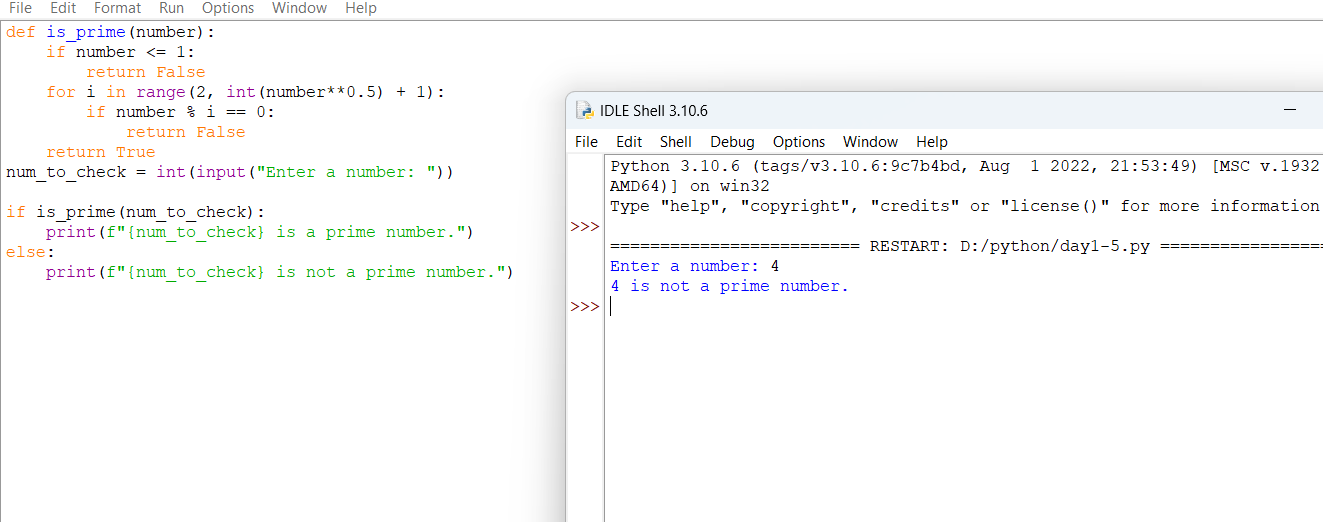 File Edit Format Run Options Window Help
def is_prime(number):
    if number <= 1:
        return False
    for i in range(2, int(number**0.5) + 1):
        if number % i == 0:
            return False
    return True
num_to_check = int(input("Enter a number: "))

if is_prime(num_to_check):
    print(f"{num_to_check} is a prime number.")
else:
    print(f"{num_to_check} is not a prime number.")
IDLE Shell 3.10.6
File Edit Shell Debug Options Window Help
Python 3.10.6 (tags/v3.10.6:9c7b4bd, Aug  1 2022, 21:53:49) [MSC v.1932
AMD64)] on win32
Type "help", "copyright", "credits" or "license()" for more information
>>>
========================= RESTART: D:/python/day1-5.py =================
Enter a number: 4
4 is not a prime number.
>>>